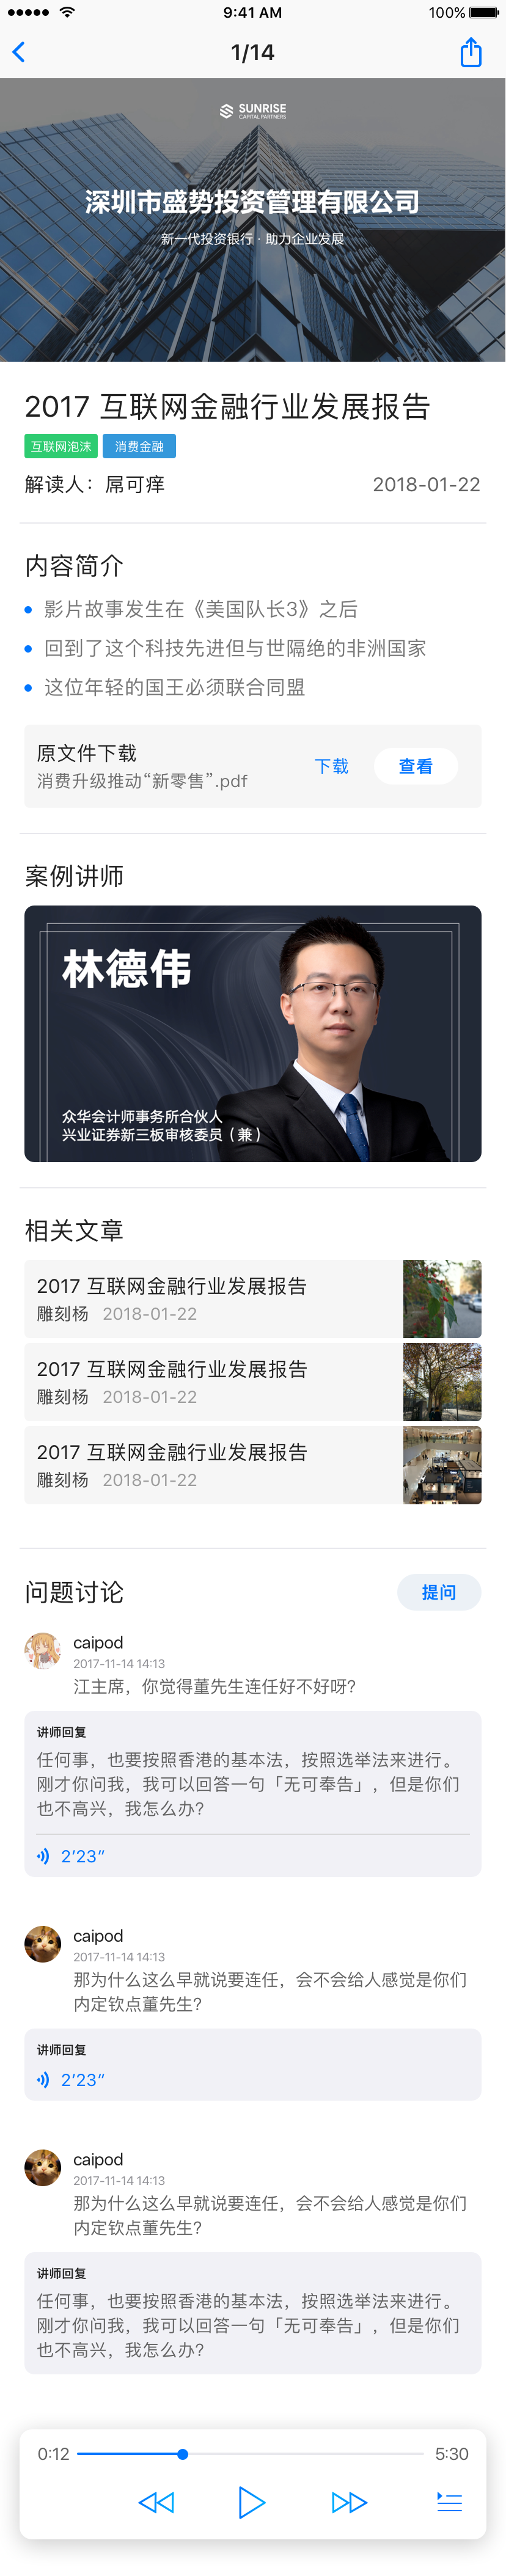 9:41 AM
100%
1/14
SUNRISE
CAPITAL PARTNERS
深圳市盛势投资管理有限公司
新一代投资银行 · 助力企业发展
2017 互联网金融行业发展报告
互联网泡沫 消费金融
解读人：屌可痒 2018-01-22
内容简介
影片故事发生在《美国队长3》之后
回到了这个科技先进但与世隔绝的非洲国家
这位年轻的国王必须联合同盟
原文件下载
消费升级推动“新零售”.pdf
下载 查看
案例讲师
林德伟
众华会计师事务所合伙人
兴业证券新三板审核委员（兼）
相关文章
2017 互联网金融行业发展报告
雕刻杨 2018-01-22
2017 互联网金融行业发展报告
雕刻杨 2018-01-22
2017 互联网金融行业发展报告
雕刻杨 2018-01-22
问题讨论 提问
caipod
2017-11-14 14:13
江主席，你觉得董先生连任好不好呀?
讲师回复
任何事，也要按照香港的基本法，按照选举法来进行。
刚才你问我，我可以回答一句「无可奉告」，但是你们
也不高兴，我怎么办?
2‘23”
caipod
2017-11-14 14:13
那为什么这么早就说要连任，会不会给人感觉是你们
内定钦点董先生?
讲师回复
2‘23”
caipod
2017-11-14 14:13
那为什么这么早就说要连任，会不会给人感觉是你们
内定钦点董先生?
讲师回复
任何事，也要按照香港的基本法，按照选举法来进行。
刚才你问我，我可以回答一句「无可奉告」，但是你们
也不高兴，我怎么办?
0:12 5:30